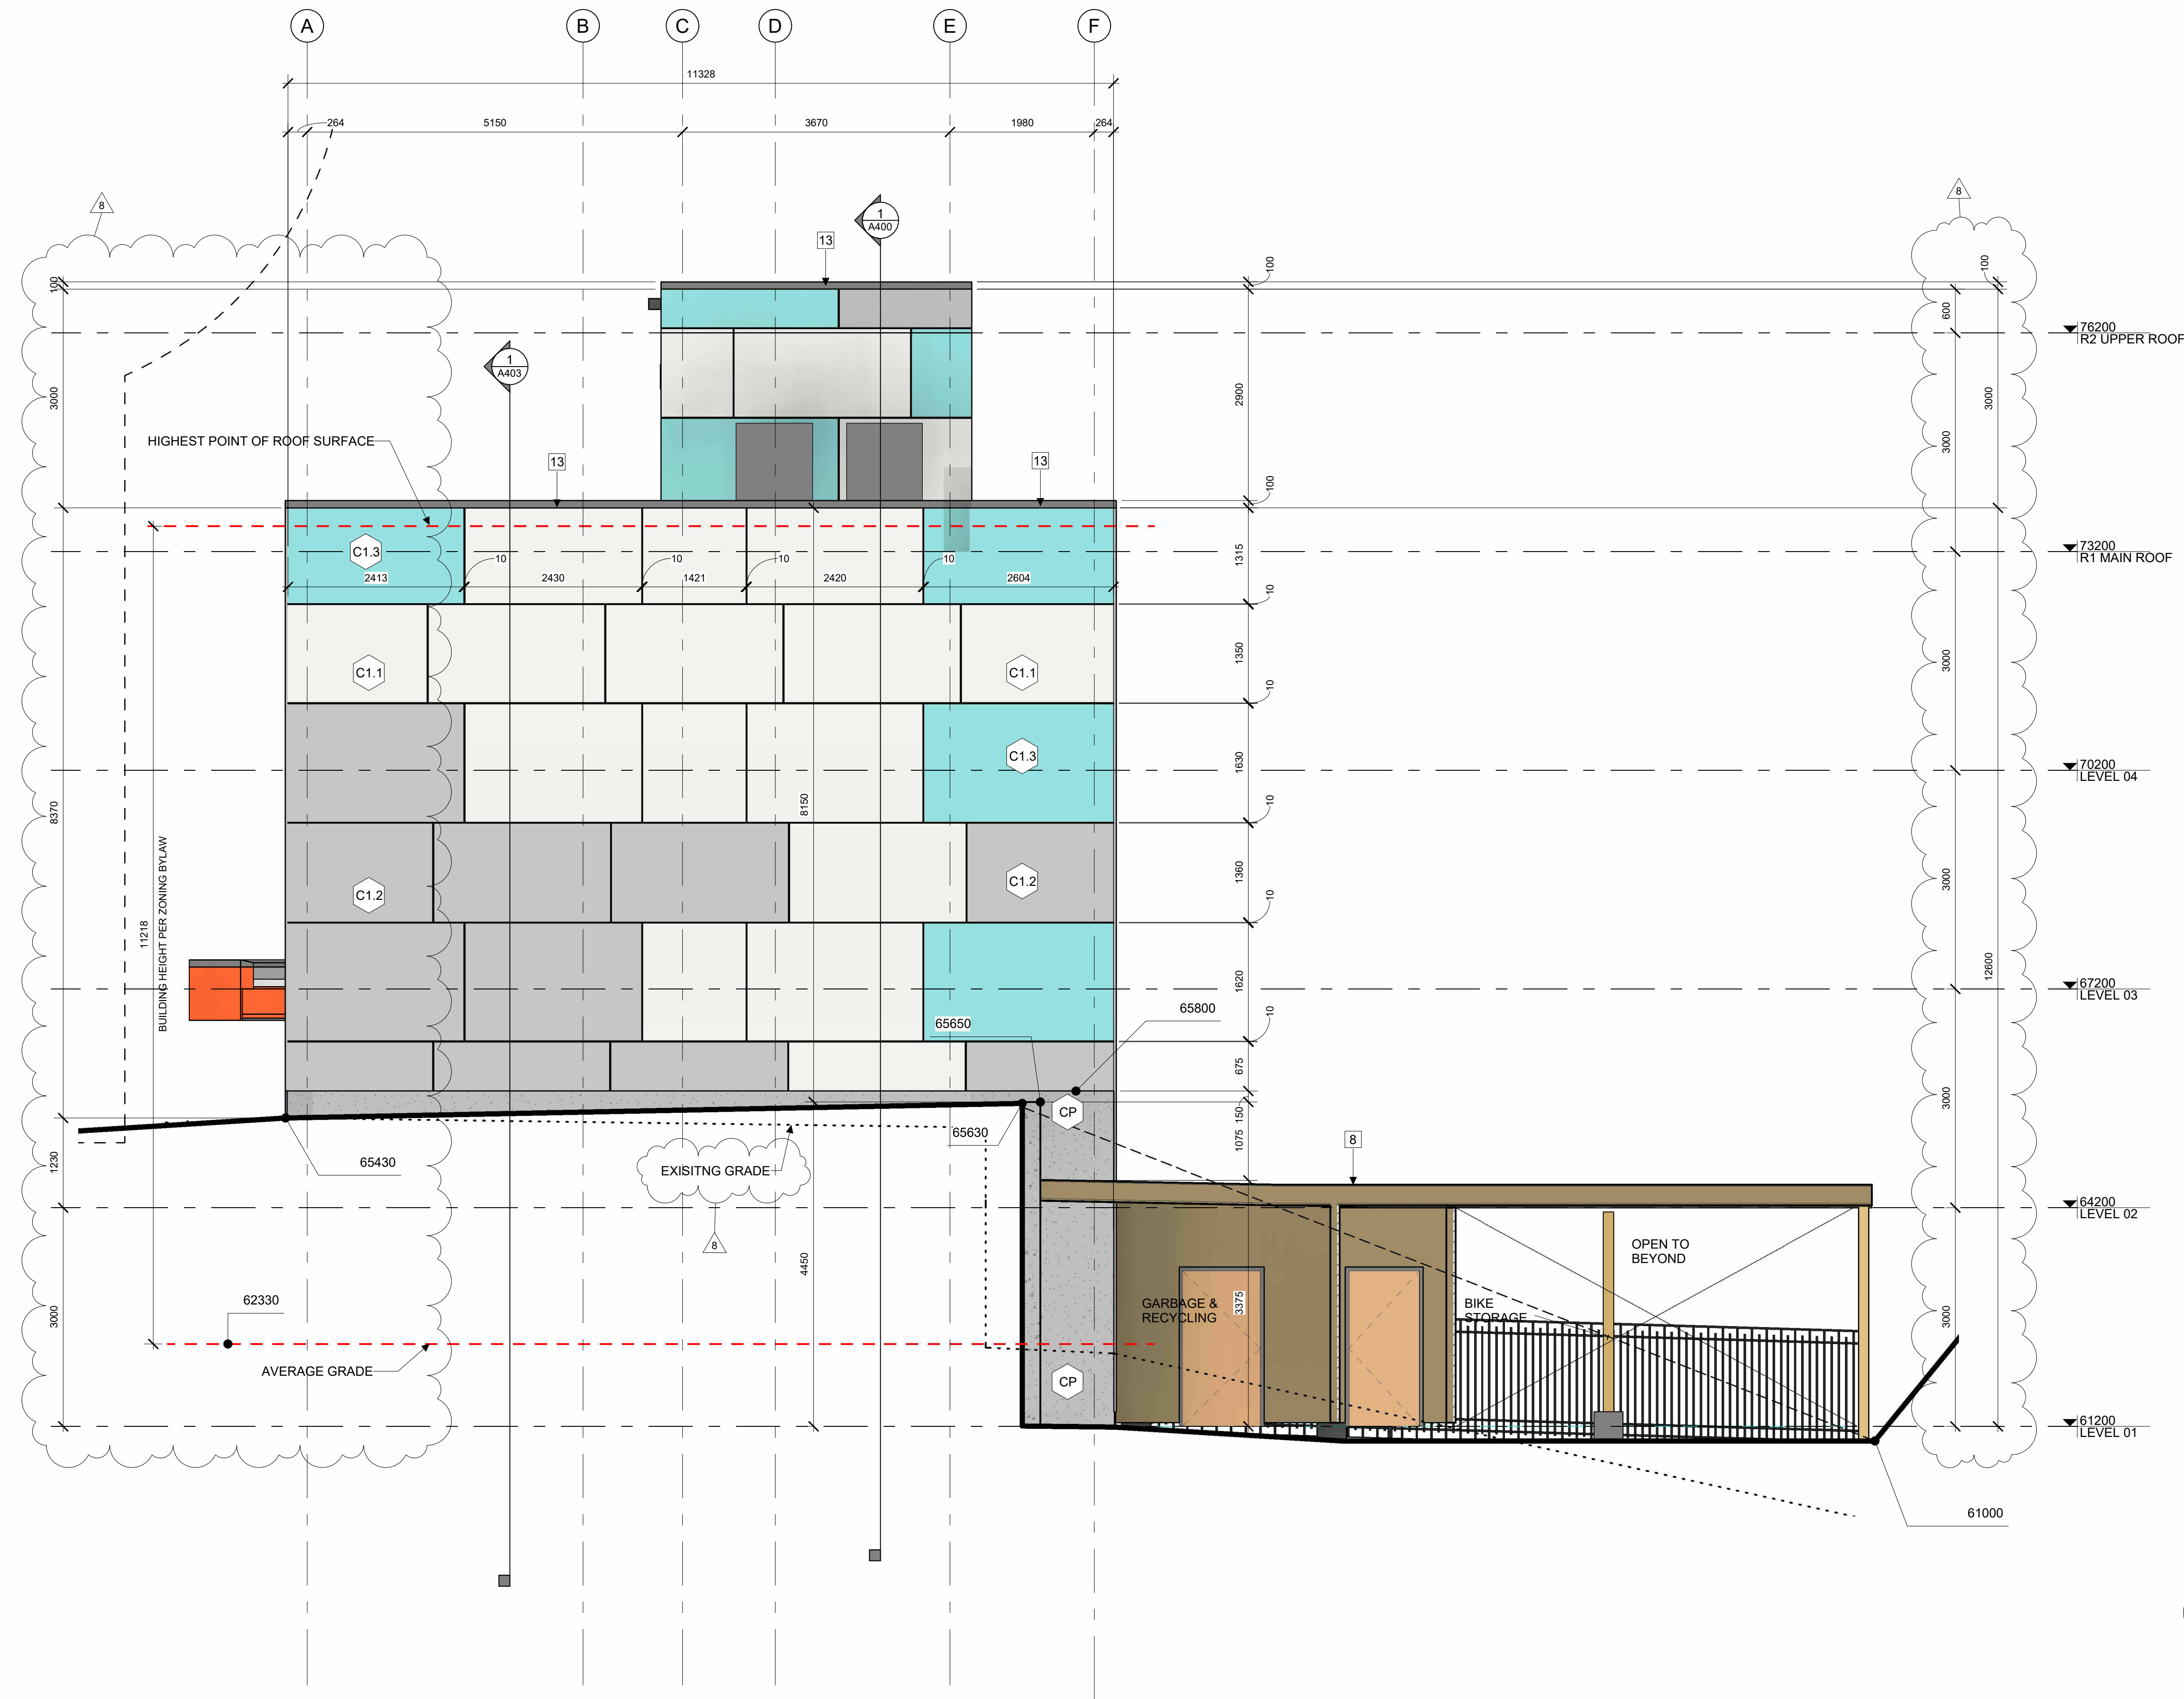 A B C D E F
11328
264 5150 3670 1980 264
8
8
1
A400
13
100
100
100
600
76200
R2 UPPER ROOF
1
A403
3000
2900
3000
3000
HIGHEST POINT OF ROOF SURFACE
13
13
100
C1.3
10
10
10
10
2413 2430 1421 2420 2604
1315
10
73200
R1 MAIN ROOF
C1.1
C1.1
1350
10
3000
C1.3
1630
10
70200
LEVEL 04
8370
8150
C1.2
C1.2
1360
10
3000
11218
BUILDING HEIGHT PER ZONING BYLAW
1620
10
12600
67200
LEVEL 03
65650
65800
675
3000
CP
150
1075
65630
65430
EXISITNG GRADE
8
8
1230
64200
LEVEL 02
4450
OPEN TO
BEYOND
62330
3000
GARBAGE &
RECYCLING
3375
BIKE
STORAGE
3000
AVERAGE GRADE
CP
61200
LEVEL 01
61000